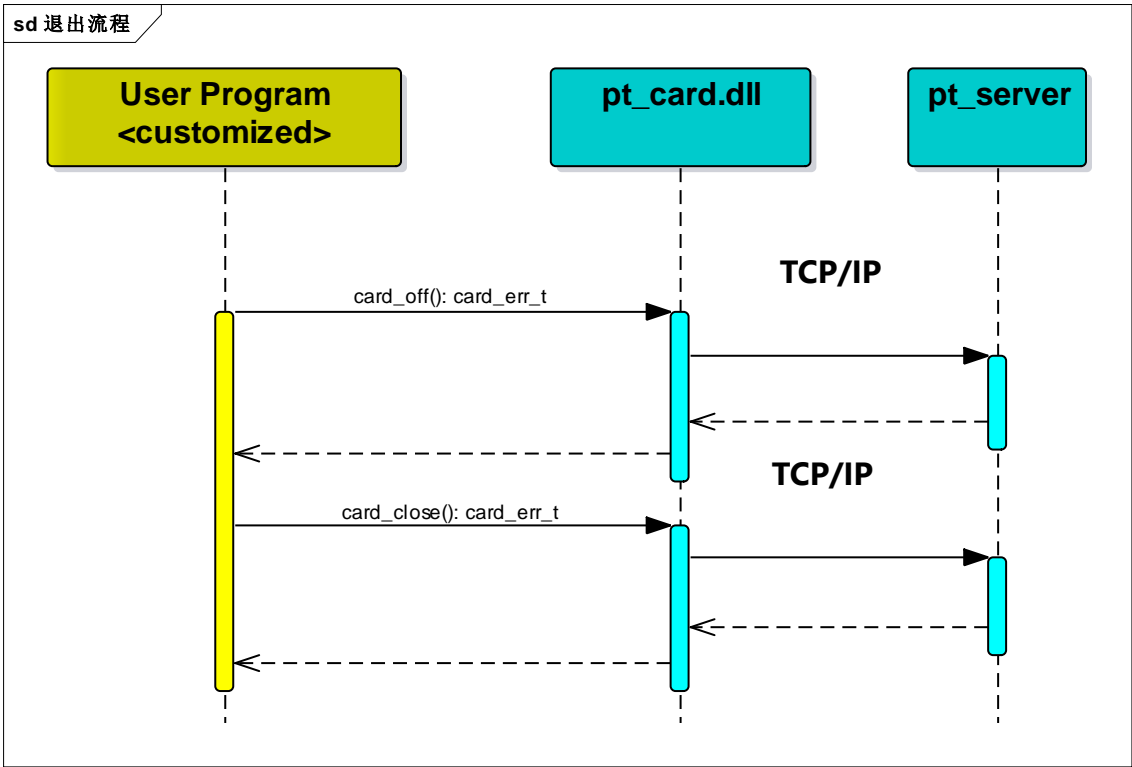 sd 退出流程
User Program
<customized>
pt_card.dll
pt_server
TCP/IP
card_off(): card_err_t
TCP/IP
card_close(): card_err_t